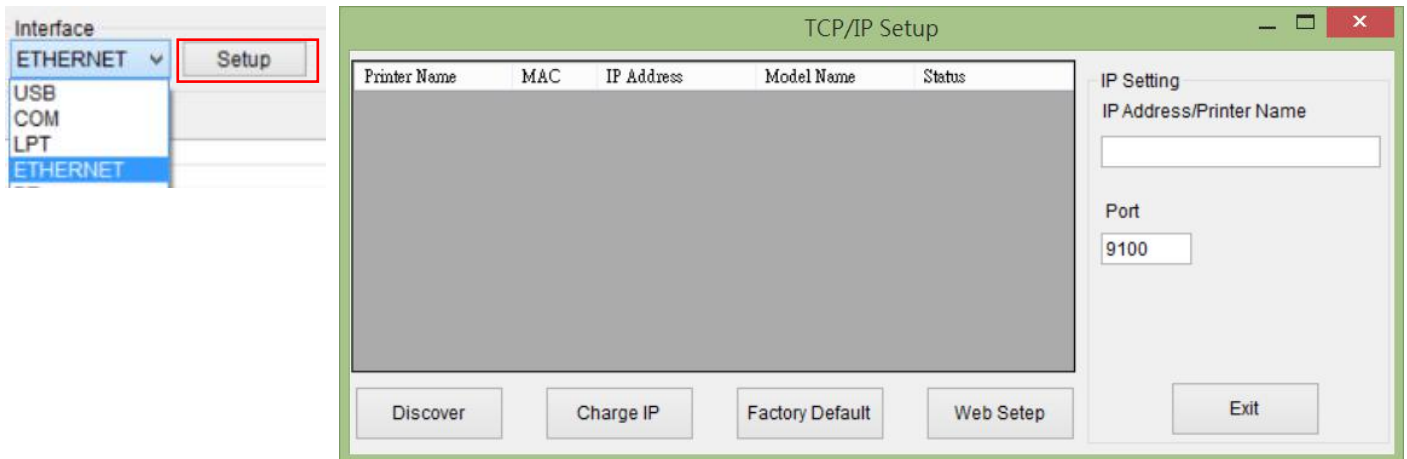 Interface
ETHERNET Setup
USB
COM
LPT
ETHERNET
TCP/IP Setup
Printer Name MAC IP Address Model Name Status
IP Setting
IP Address/Printer Name
Port
9100
Discover Charge IP Factory Default Web Setep Exit